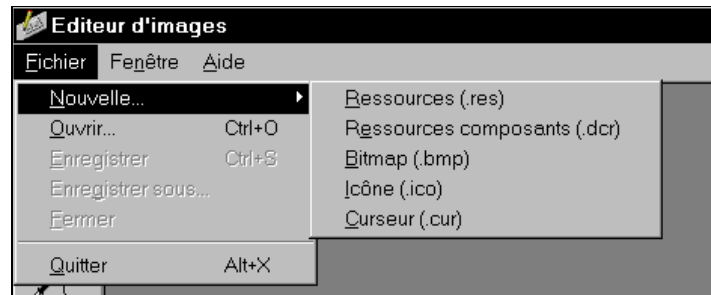 Editeur d'images
Fichier Fenêtre Aide
Nouvelle...
Ouvrir... Ctrl+O
Enregistrer Ctrl+S
Enregistrer sous...
Fermer
Quitter Alt+X
Ressources (.res)
Ressources composants (.dcr)
Bitmap (.bmp)
Icône (.ico)
Curseur (.cur)